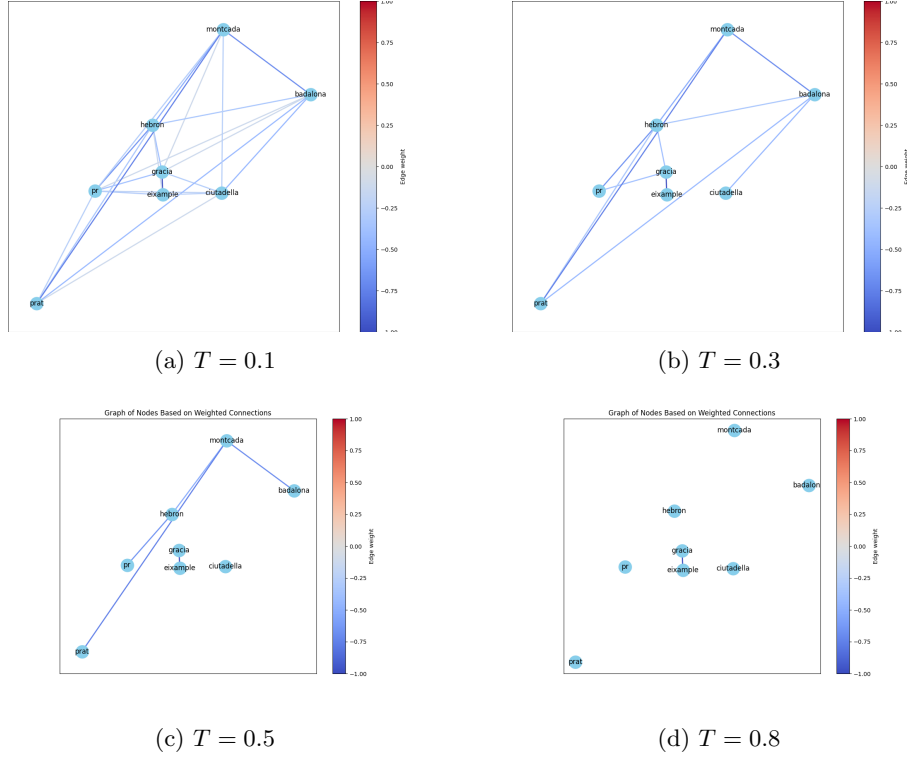 montcada
badalona
hebron
gracia
pr
eixample
ciutadella
prat
1.00
0.75
0.50
0.25
0.00
−0.25
−0.50
−0.75
−1.00
Edge weight
(a) T = 0.1
montcada
badalona
hebron
gracia
pr
eixample
ciutadella
prat
1.00
0.75
0.50
0.25
0.00
−0.25
−0.50
−0.75
−1.00
Edge weight
(b) T = 0.3
Graph of Nodes Based on Weighted Connections
montcada
badalona
hebron
gracia
pr
eixample
ciutadella
prat
1.00
0.75
0.50
0.25
0.00
−0.25
−0.50
−0.75
−1.00
Edge weight
(c) T = 0.5
Graph of Nodes Based on Weighted Connections
montcada
badalon
hebron
gracia
pr
eixample
ciutadella
prat
1.00
0.75
0.50
0.25
0.00
−0.25
−0.50
−0.75
−1.00
Edge weight
(d) T = 0.8